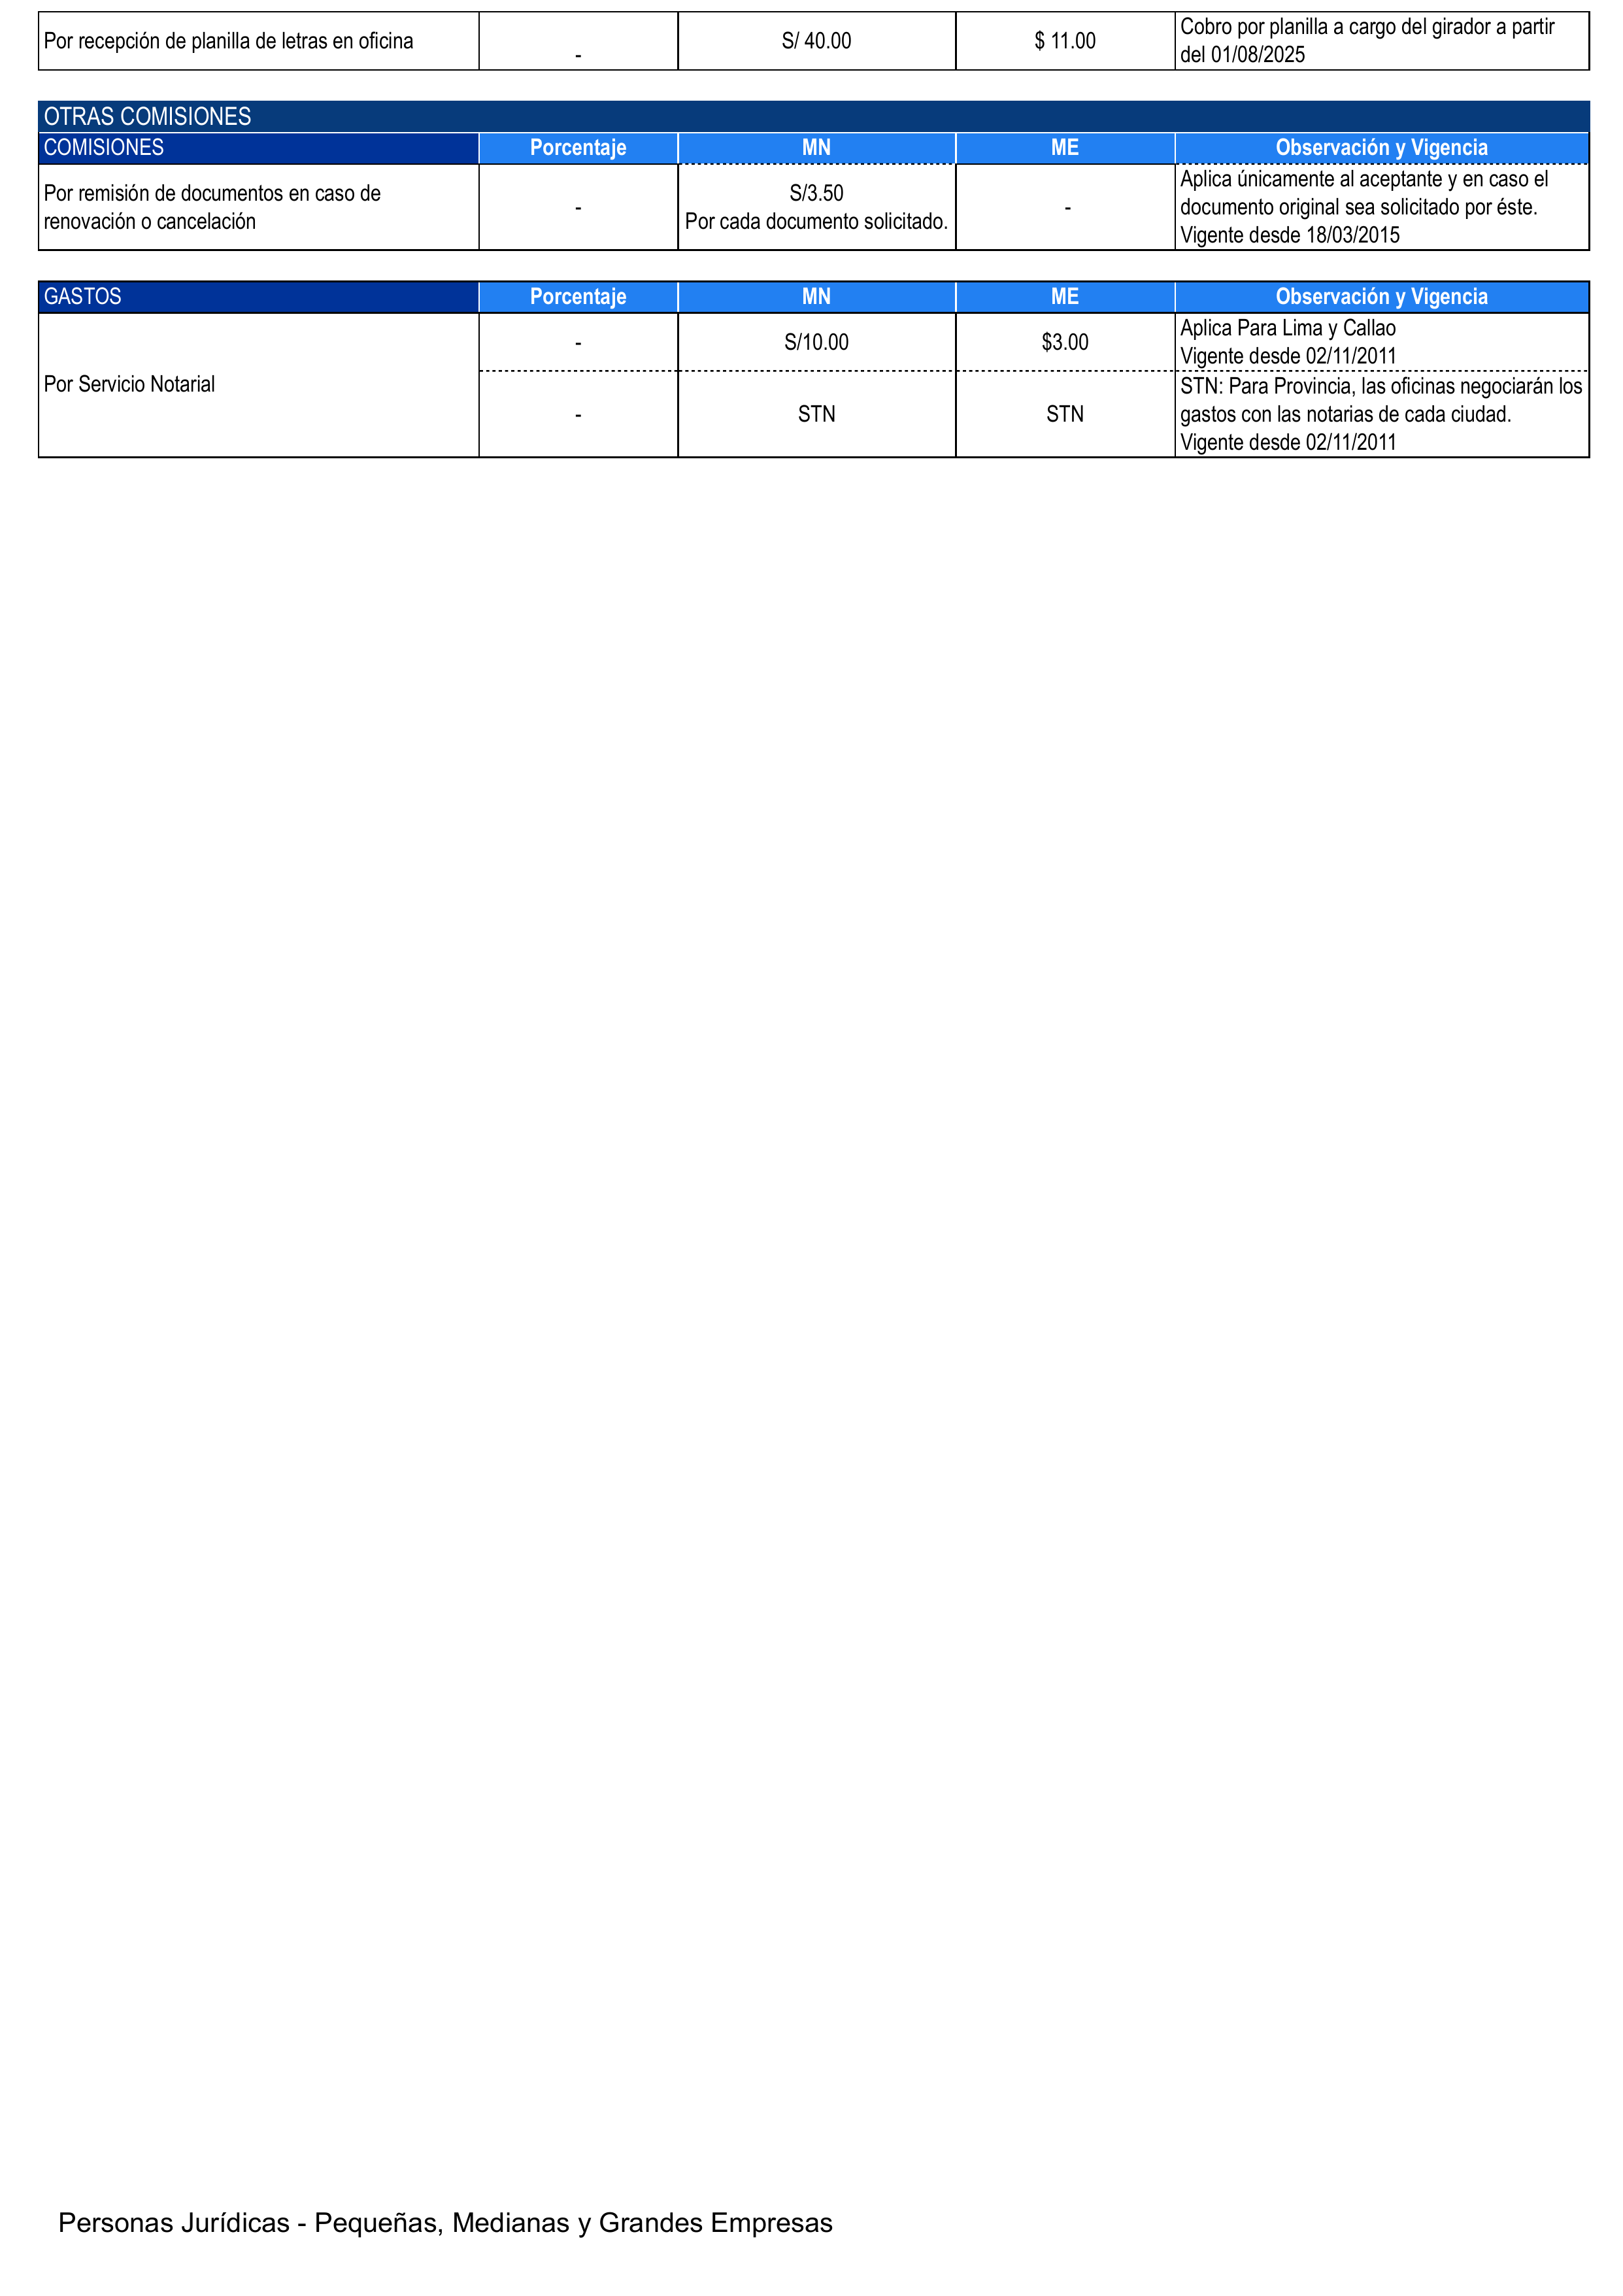 Por recepción de planilla de letras en oficina
-
S/ 40.00
$ 11.00
Cobro por planilla a cargo del girador a partir
del 01/08/2025
OTRAS COMISIONES
COMISIONES
Porcentaje
MN
ME
Observación y Vigencia
Por remisión de documentos en caso de
renovación o cancelación
-
S/3.50
Por cada documento solicitado.
-
Aplica únicamente al aceptante y en caso el
documento original sea solicitado por éste.
Vigente desde 18/03/2015
GASTOS
Porcentaje
MN
ME
Observación y Vigencia
Por Servicio Notarial
-
S/10.00
$3.00
Aplica Para Lima y Callao
Vigente desde 02/11/2011
-
STN
STN
STN: Para Provincia, las oficinas negociarán los
gastos con las notarias de cada ciudad.
Vigente desde 02/11/2011
Personas Jurídicas - Pequeñas, Medianas y Grandes Empresas